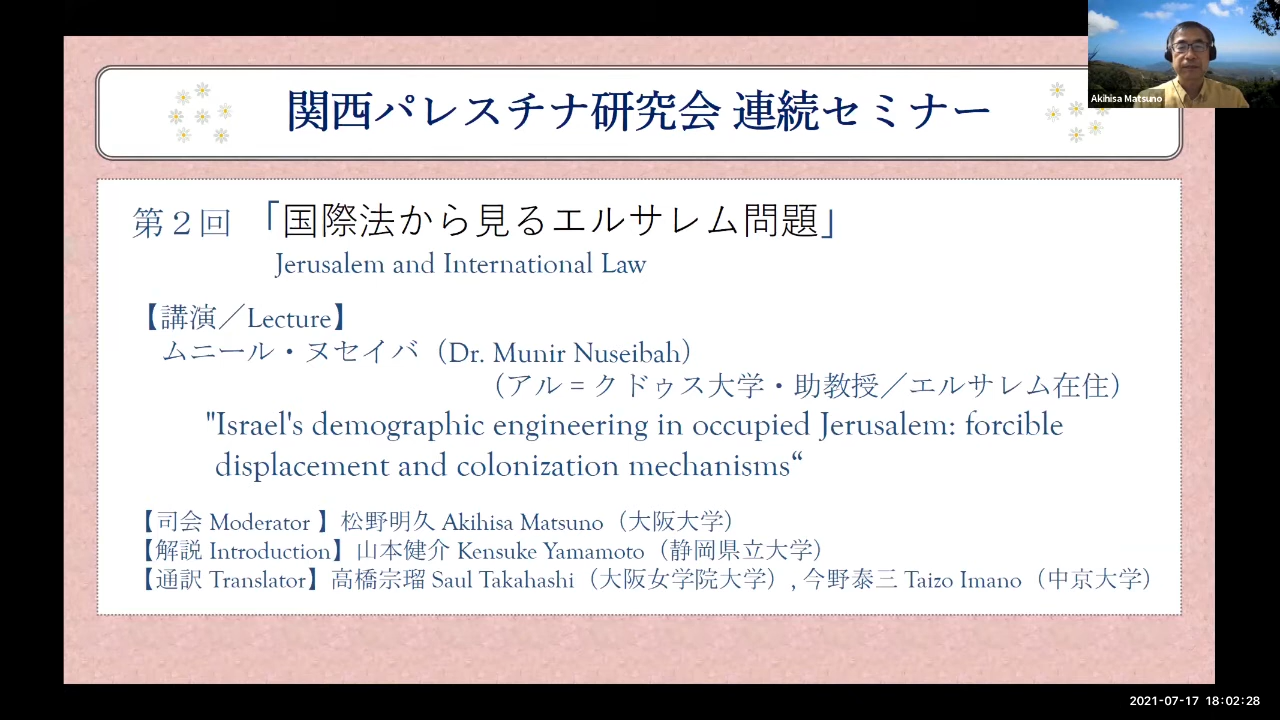 関西パレスチナ研究会 連続セミナー
Akihisa Matsuno
第２回 「国際法から見るエルサレム問題」
Jerusalem and International Law
【講演／Lecture】
ムニール・ヌセイバ（Dr. Munir Nuseibah）
（アル＝クドゥス大学・助教授／エルサレム在住）
"Israel's demographic engineering in occupied Jerusalem: forcible
displacement and colonization mechanisms“
【司会 Moderator 】松野明久 Akihisa Matsuno（大阪大学）
【解説 Introduction】山本健介 Kensuke Yamamoto（静岡県立大学）
【通訳 Translator】髙橋宗瑠 Saul Takahashi（大阪女学院大学）, 今野泰三 Taizo Imano（中京大学）
2021-07-17 18:02:28